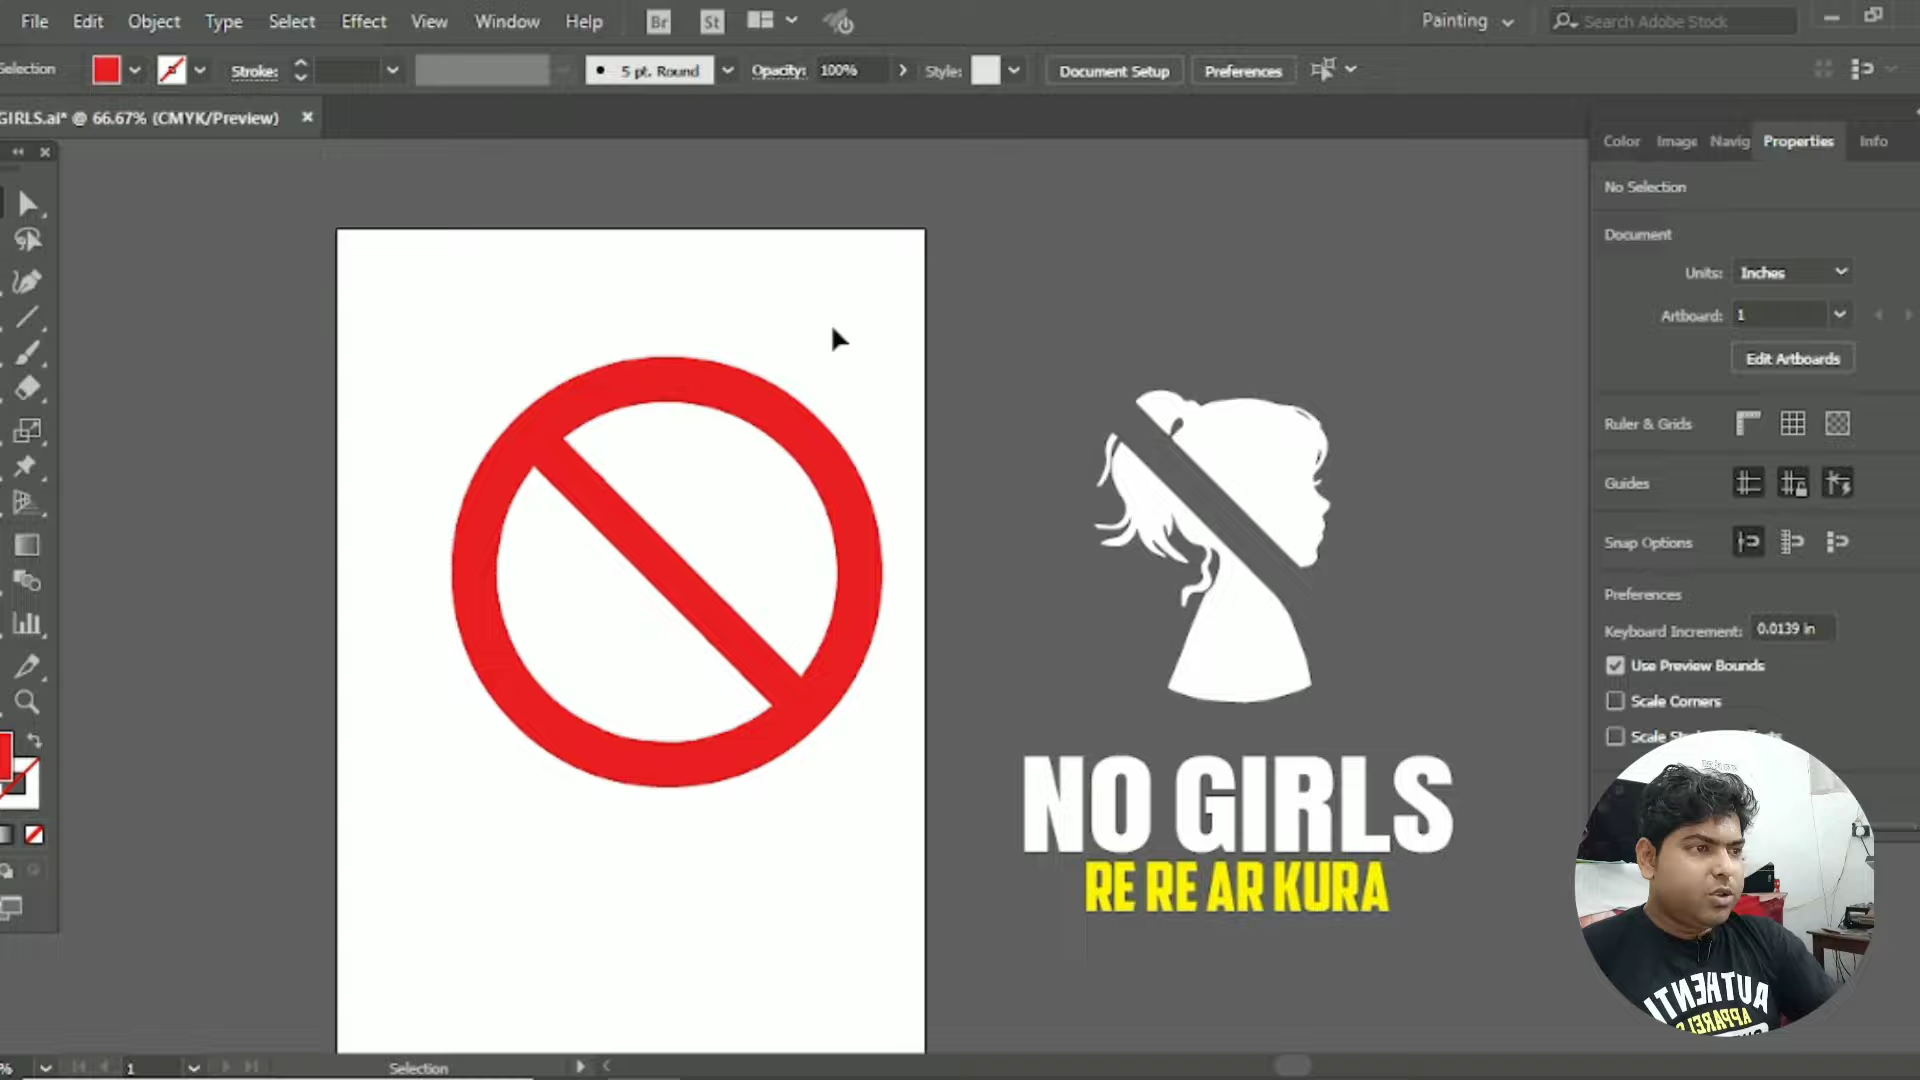 File Edit Object Type Select Effect View Window Help Br St Painting Search Adobe Stock
Selection Stroke: 5 pt. Round Opacity: 100% Style: Document Setup Preferences
GIRLS.ai* @ 66.67% (CMYK/Preview)
Color Image Navig Properties Info
No Selection
Document
Units: Inches
Artboard: 1
Edit Artboards
Ruler & Grids
Guides
Snap Options
Preferences
Keyboard Increment: 0.0139 in
Use Preview Bounds
Scale Corners
NO GIRLS
RE RE AR KURA
AUTHENTI
1 Selection